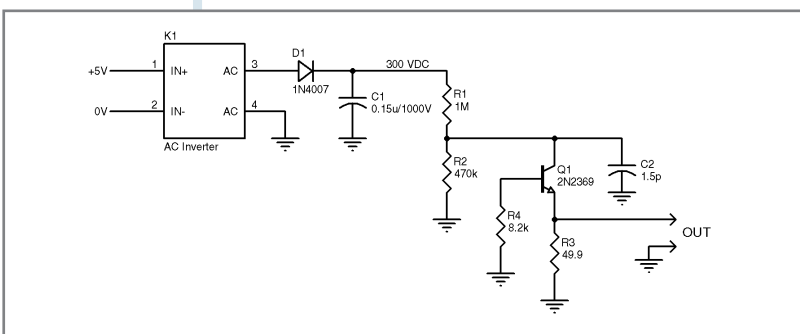 K1
+5V
1
IN+
AC
3
D1
1N4007
300 VDC
C1
0.15u/1000V
R1
1M
0V
2
IN-
AC
4
AC Inverter
R2
470k
Q1
2N2369
C2
1.5p
R4
8.2k
R3
49.9
OUT